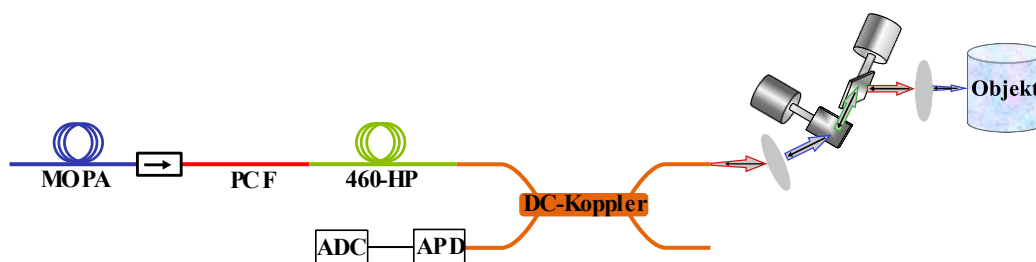 Objekt
MOPA
PCF
460-HP
DC-Koppler
ADC
APD